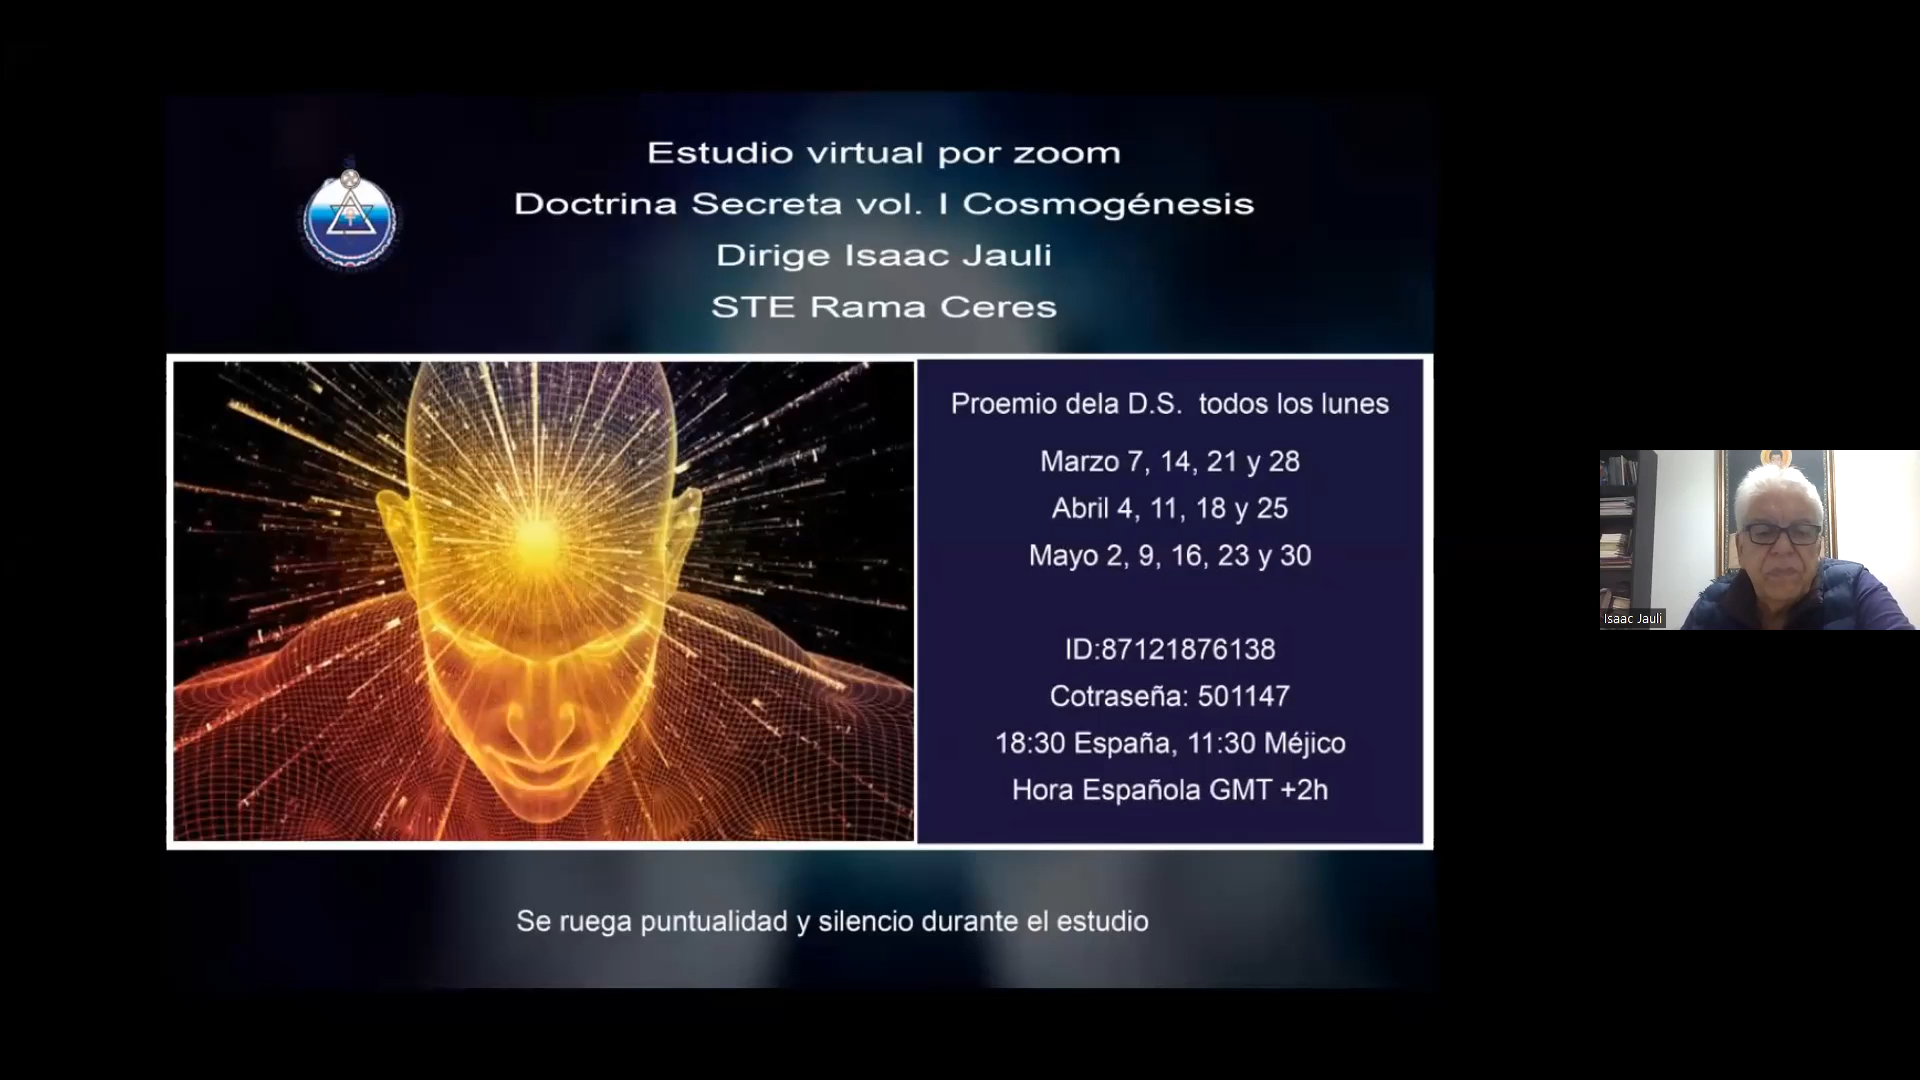 Estudio virtual por zoom
Doctrina Secreta vol. I Cosmogénesis
Dirige Isaac Jauli
STE Rama Ceres
Proemio dela D.S. todos los lunes
Marzo 7, 14, 21 y 28
Abril 4, 11, 18 y 25
Mayo 2, 9, 16, 23 y 30
ID:87121876138
Cotraseña: 501147
18:30 España, 11:30 Méjico
Hora Española GMT +2h
Se ruega puntualidad y silencio durante el estudio
Isaac Jauli